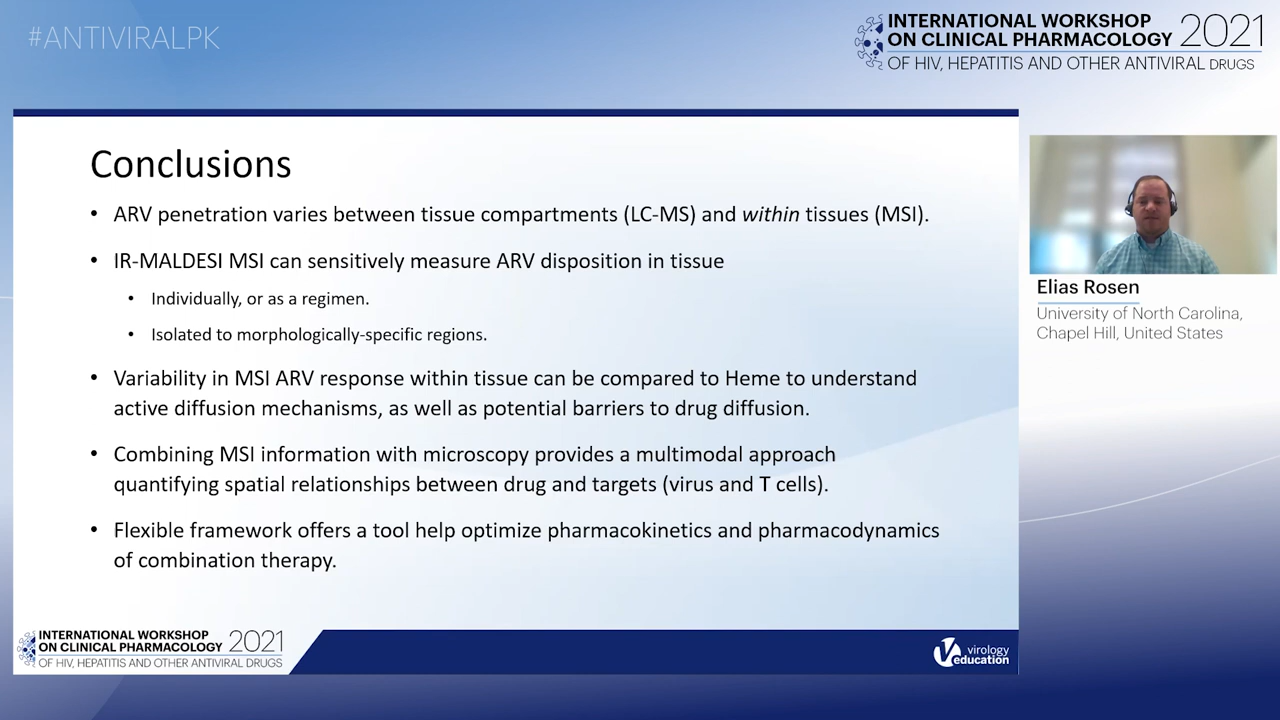 #ANTIVIRALPK
INTERNATIONAL WORKSHOP
ON CLINICAL PHARMACOLOGY 2021
OF HIV, HEPATITIS AND OTHER ANTIVIRAL DRUGS
Conclusions
• ARV penetration varies between tissue compartments (LC-MS) and within tissues (MSI).
• IR-MALDESI MSI can sensitively measure ARV disposition in tissue
• Individually, or as a regimen.
• Isolated to morphologically-specific regions.
• Variability in MSI ARV response within tissue can be compared to Heme to understand
active diffusion mechanisms, as well as potential barriers to drug diffusion.
• Combining MSI information with microscopy provides a multimodal approach
quantifying spatial relationships between drug and targets (virus and T cells).
• Flexible framework offers a tool help optimize pharmacokinetics and pharmacodynamics
of combination therapy.
Elias Rosen
University of North Carolina,
Chapel Hill, United States
INTERNATIONAL WORKSHOP
ON CLINICAL PHARMACOLOGY 2021
OF HIV, HEPATITIS AND OTHER ANTIVIRAL DRUGS
virology
education